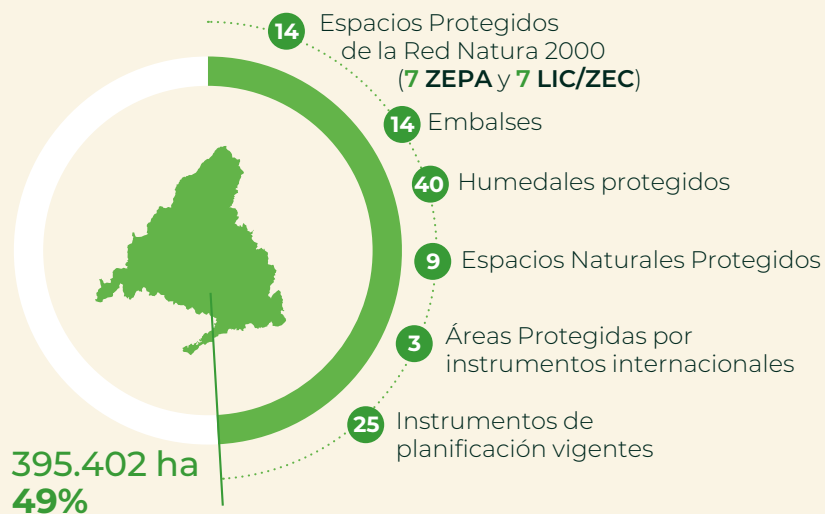 14 Espacios Protegidos
de la Red Natura 2000
(7 ZEPA y 7 LIC/ZEC)
14 Embalses
40 Humedales protegidos
9 Espacios Naturales Protegidos
3 Áreas Protegidas por
instrumentos internacionales
25 Instrumentos de
planificación vigentes
395.402 ha
49%